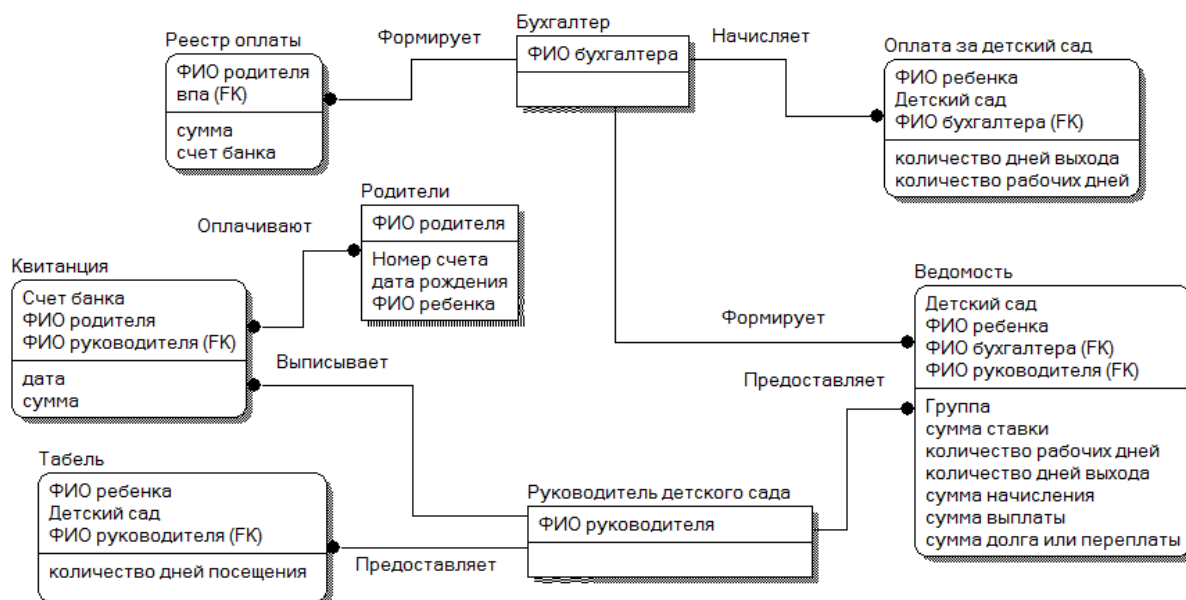 Реестр оплаты
ФИО родителя
впа (FK)
сумма
счет банка
Формирует
Бухгалтер
ФИО бухгалтера
Начисляет
Оплата за детский сад
ФИО ребенка
Детский сад
ФИО бухгалтера (FK)
количество дней выхода
количество рабочих дней
Родители
ФИО родителя
Номер счета
дата рождения
ФИО ребенка
Оплачивают
Квитанция
Счет банка
ФИО родителя
ФИО руководителя (FK)
дата
сумма
Выписывает
Формирует
Ведомость
Детский сад
ФИО ребенка
ФИО бухгалтера (FK)
ФИО руководителя (FK)
Группа
сумма ставки
количество рабочих дней
количество дней выхода
сумма начисления
сумма выплаты
сумма долга или переплаты
Предоставляет
Табель
ФИО ребенка
Детский сад
ФИО руководителя (FK)
количество дней посещения
Предоставляет
Руководитель детского сада
ФИО руководителя